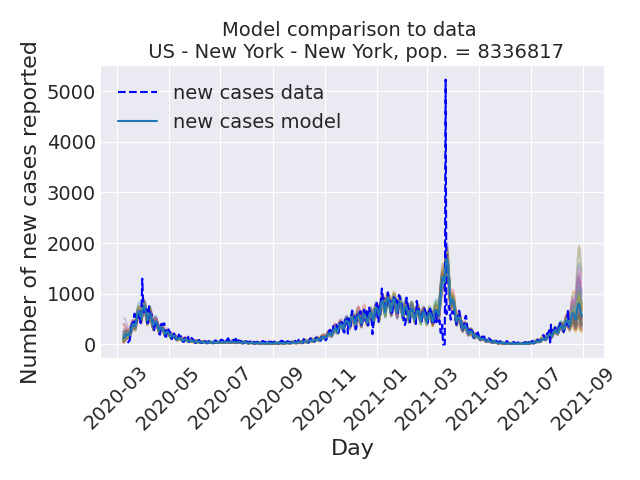 Model comparison to data
US - New York - New York, pop. = 8336817
Number of new cases reported
5000
4000
3000
2000
1000
0
new cases data
new cases model
2020-03
2020-05
2020-07
2020-09
2020-11
2021-01
2021-03
2021-05
2021-07
2021-09
Day